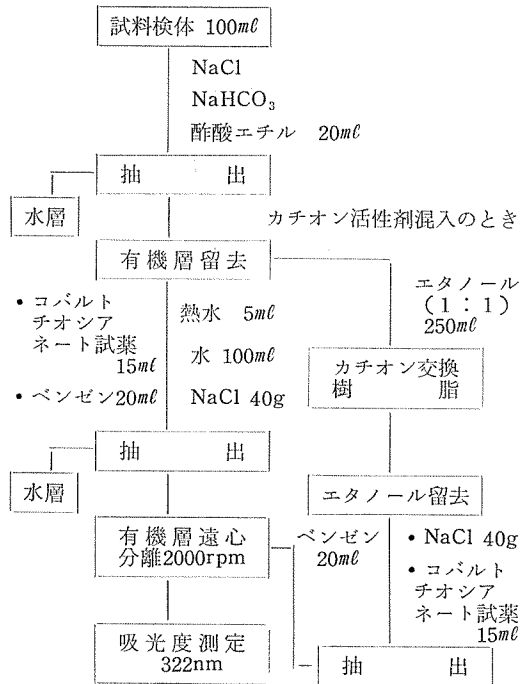 試料検体 100mℓ
NaCl
NaHCO₃
酢酸エチル 20mℓ
抽 出
水層
カチオン活性剤混入のとき
有機層留去
エタノール
(1:1)
250mℓ
• コバルト
チオシア
ネート試薬
15mℓ
• ベンゼン20mℓ
熱水 5mℓ
水 100mℓ
NaCl 40g
カチオン交換
樹 脂
抽 出
水層
エタノール留去
有機層遠心
分離2000rpm
ベンゼン
20mℓ
• NaCl 40g
• コバルト
チオシア
ネート試薬
15mℓ
吸光度測定
322nm
抽 出